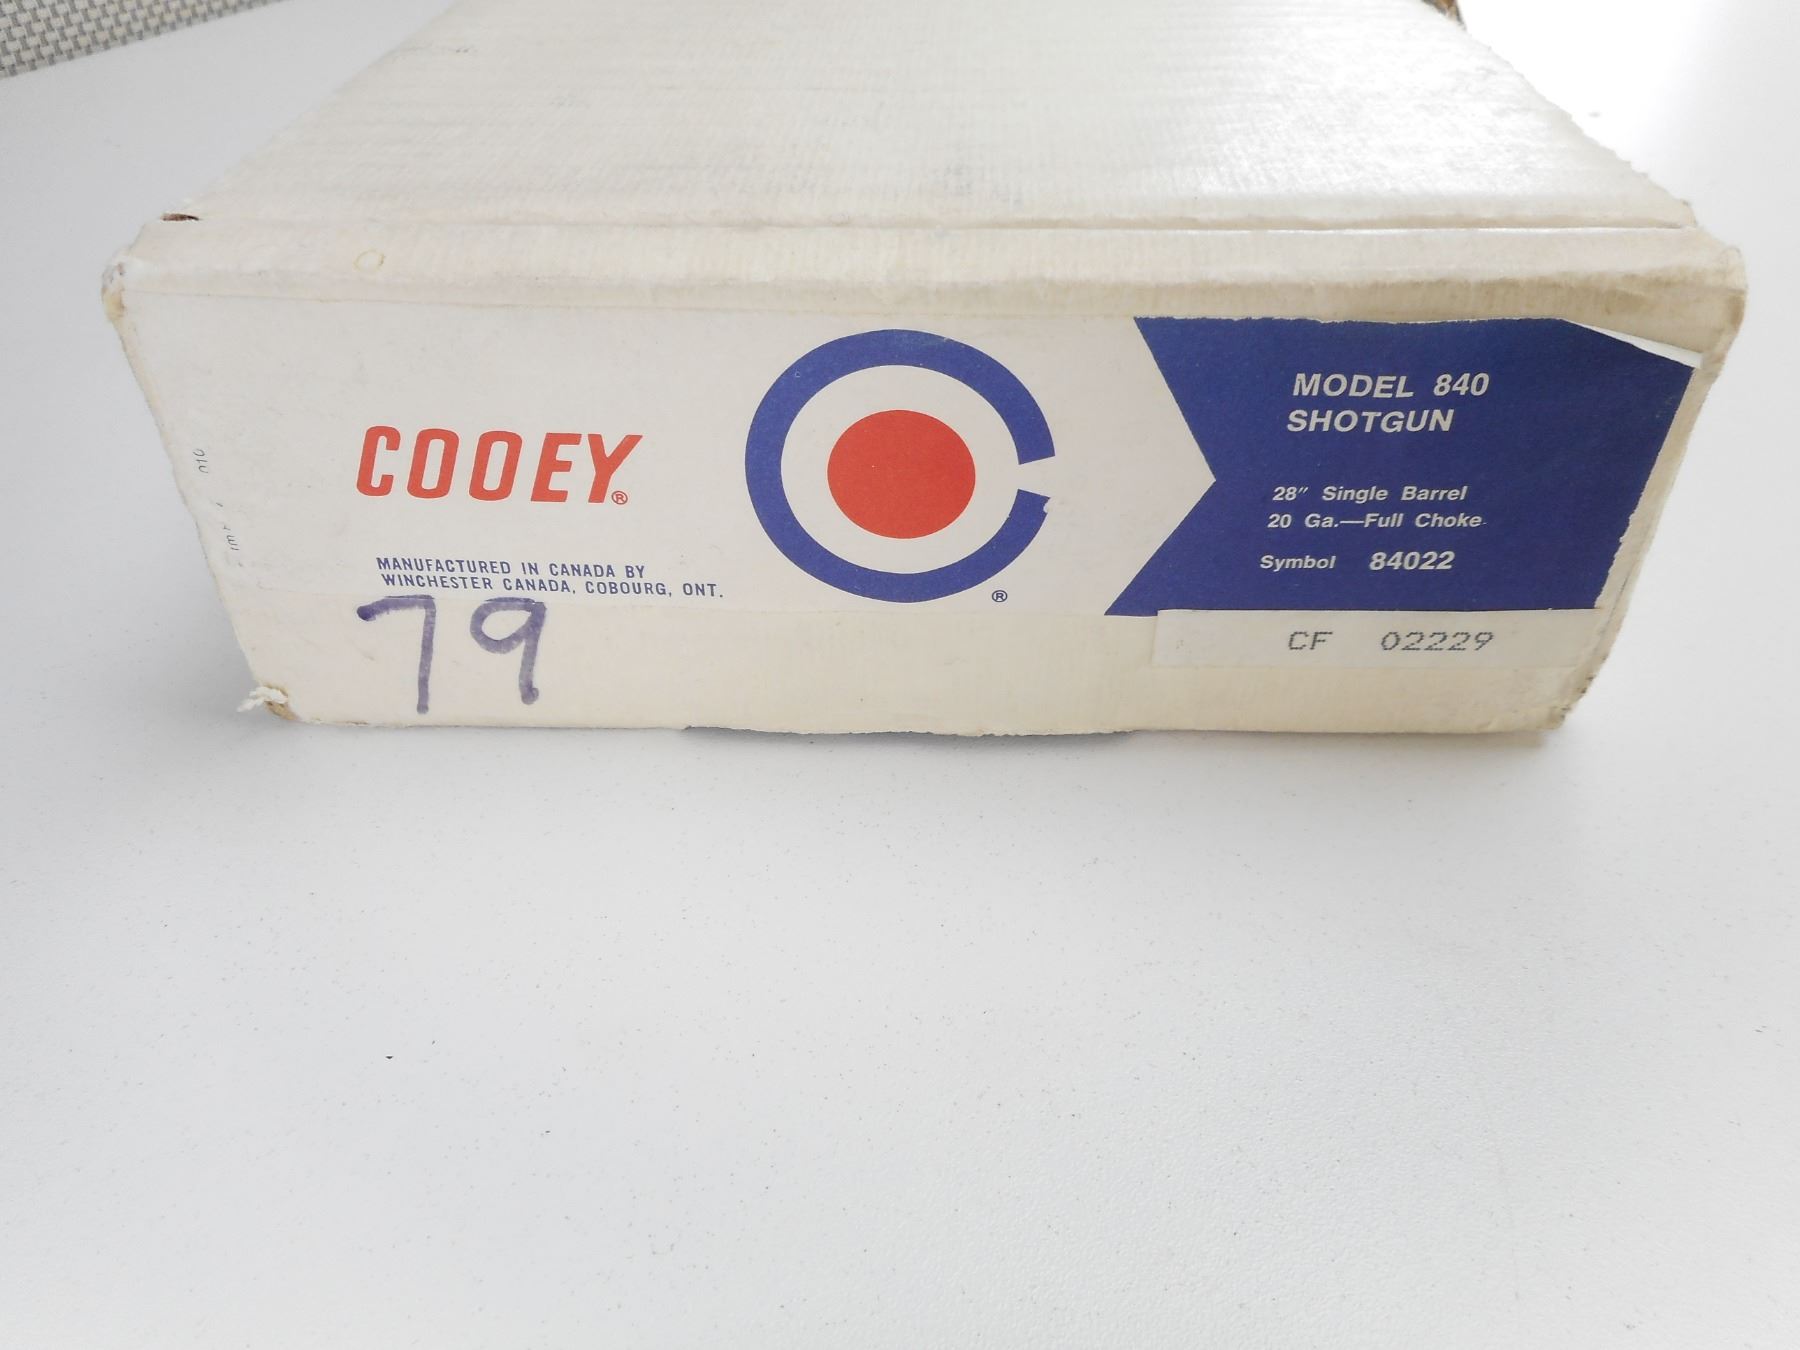 COOEY®
MANUFACTURED IN CANADA BY
WINCHESTER CANADA, COBOURG, ONT.
79
®
MODEL 840
SHOTGUN
28" Single Barrel
20 Ga.—Full Choke
Symbol 84022
CF 02229